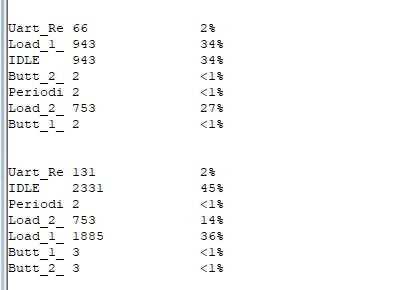 Uart_Re 66 2%
Load_1_ 943 34%
IDLE 943 34%
Butt_2_ 2 <1%
Periodi 2 <1%
Load_2_ 753 27%
Butt_1_ 2 <1%
Uart_Re 131 2%
IDLE 2331 45%
Periodi 2 <1%
Load_2_ 753 14%
Load_1_ 1885 36%
Butt_1_ 3 <1%
Butt_2_ 3 <1%